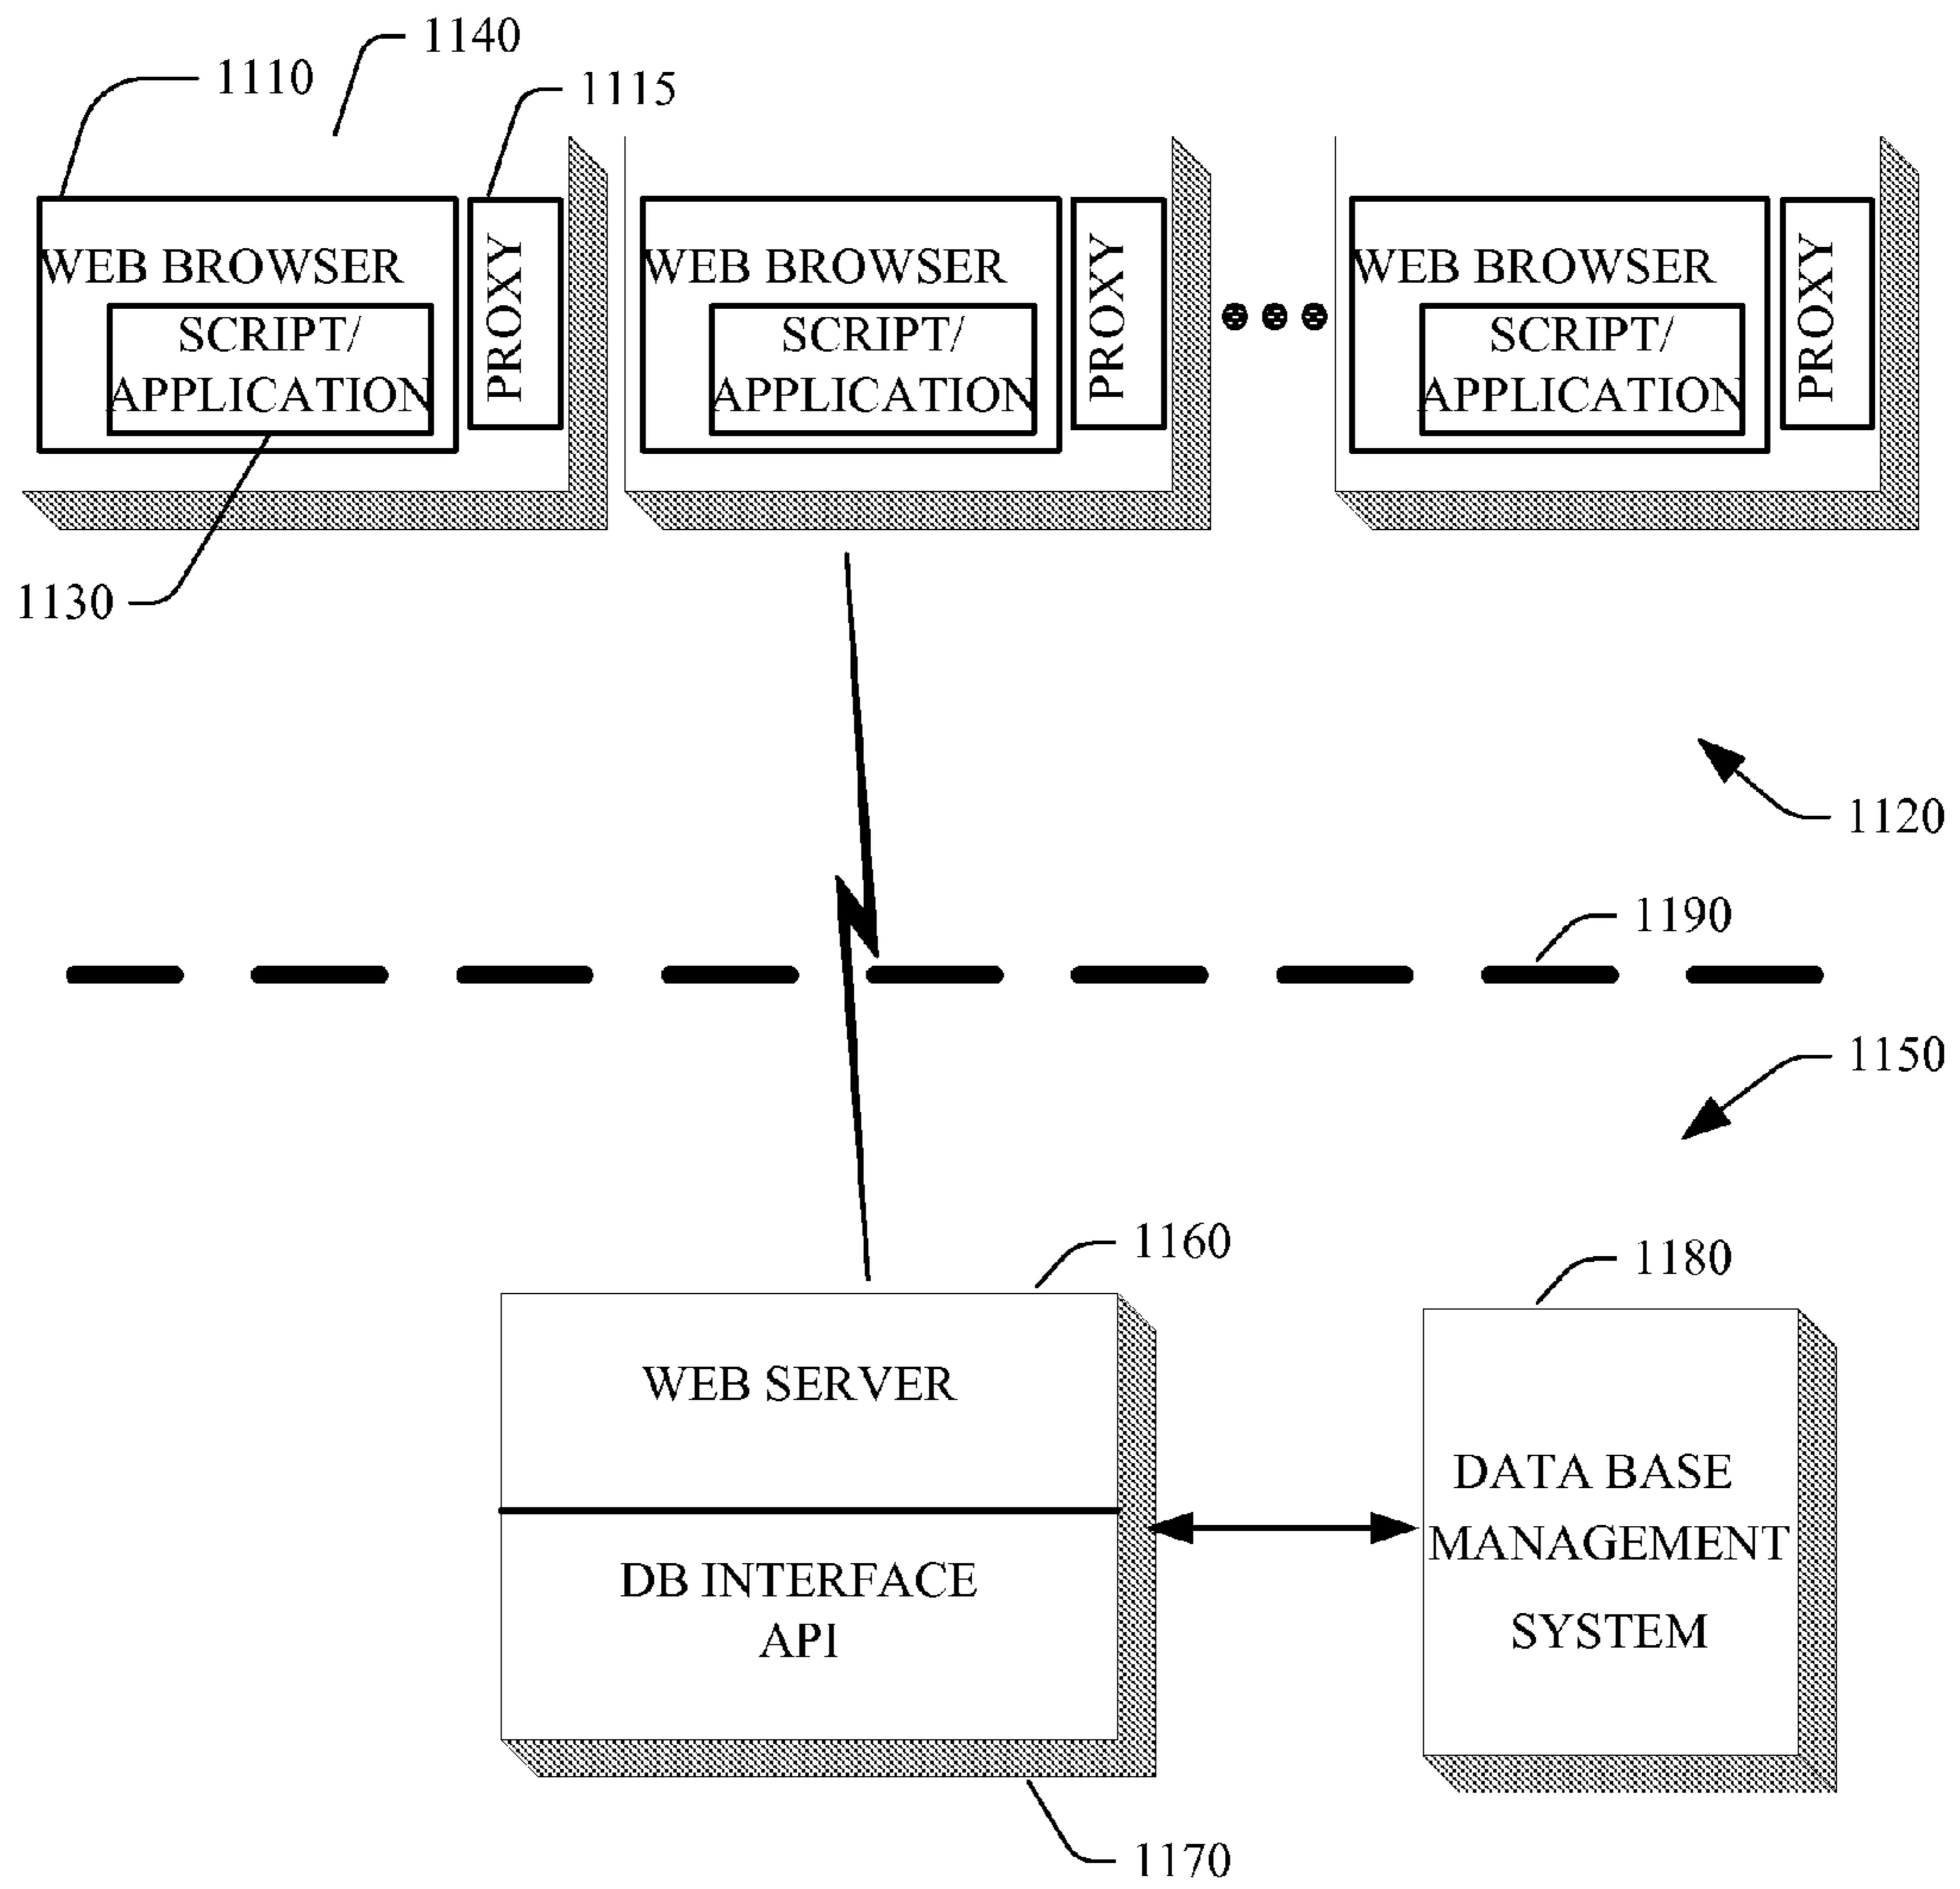 1140
1110
1115
WEB BROWSER
SCRIPT/
APPLICATION
PROXY
WEB BROWSER
SCRIPT/
APPLICATION
PROXY
WEB BROWSER
SCRIPT/
APPLICATION
PROXY
1130
1120
1190
1150
1160
1180
WEB SERVER
DB INTERFACE
API
DATA BASE
MANAGEMENT
SYSTEM
1170